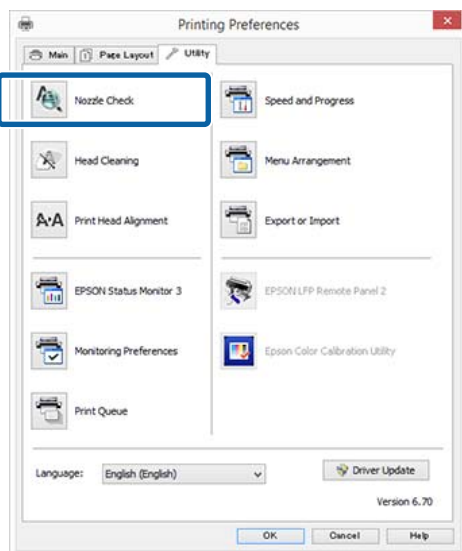 Printing Preferences
Main
Page Layout
Utility
Nozzle Check
Speed and Progress
Head Cleaning
Menu Arrangement
A·A
Print Head Alignment
Export or Import
EPSON Status Monitor 3
EPSON LFP Remote Panel 2
Monitoring Preferences
Epson Color Calibration Utility
Print Queue
Language:
English (English)
Driver Update
Version 6.70
OK
Cancel
Help